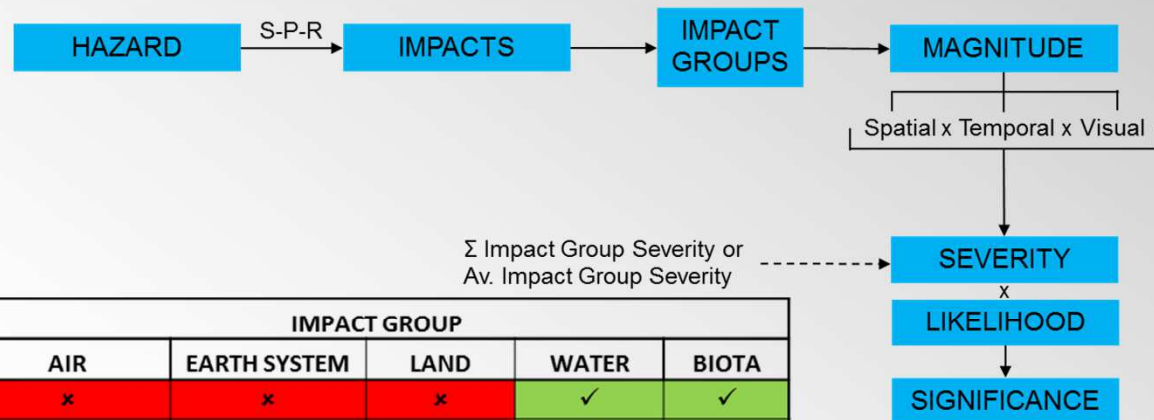 HAZARD
S-P-R
IMPACTS
IMPACT
GROUPS
MAGNITUDE
Spatial x Temporal x Visual
Σ Impact Group Severity or
Av. Impact Group Severity
SEVERITY
x
LIKELIHOOD
SIGNIFICANCE
IMPACT GROUP
AIR EARTH SYSTEM LAND WATER BIOTA
× × × ✓ ✓